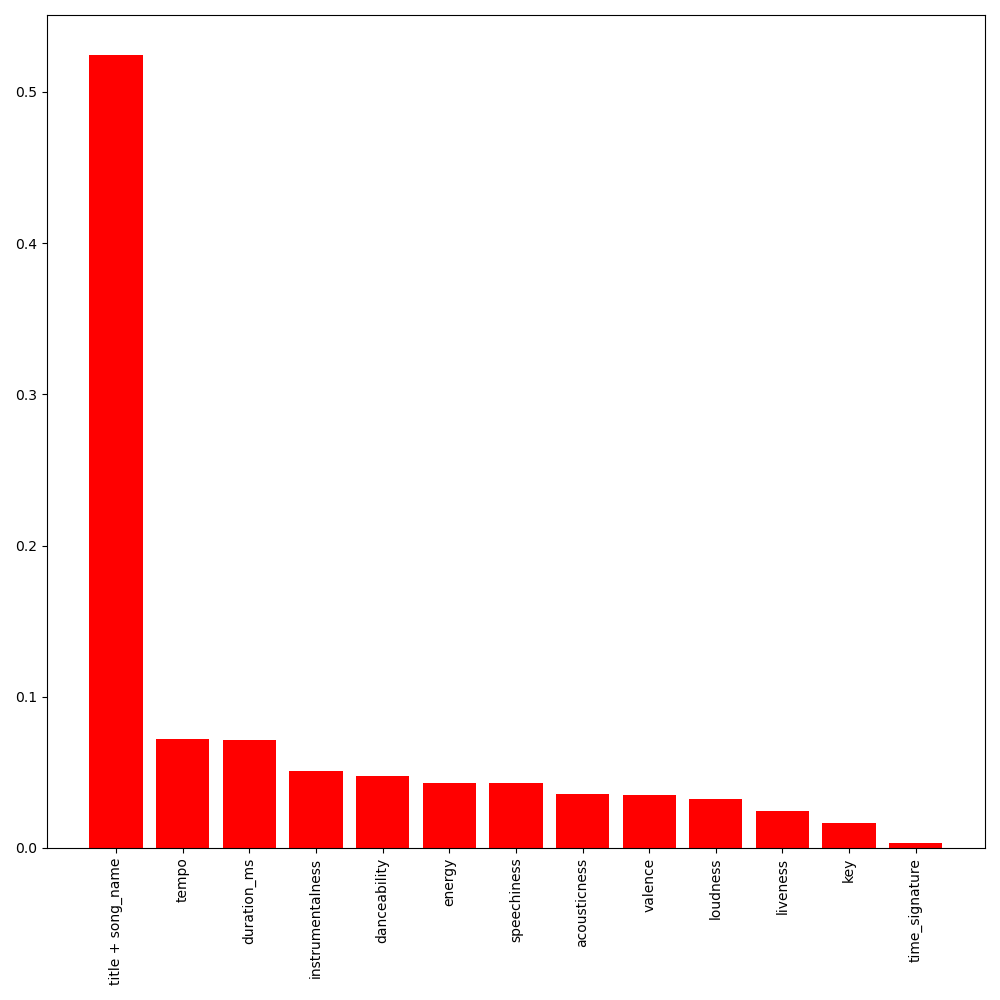 0.5
0.4
0.3
0.2
0.1
0.0
title + song_name
tempo
duration_ms
instrumentalness
danceability
energy
speechiness
acousticness
valence
loudness
liveness
key
time_signature